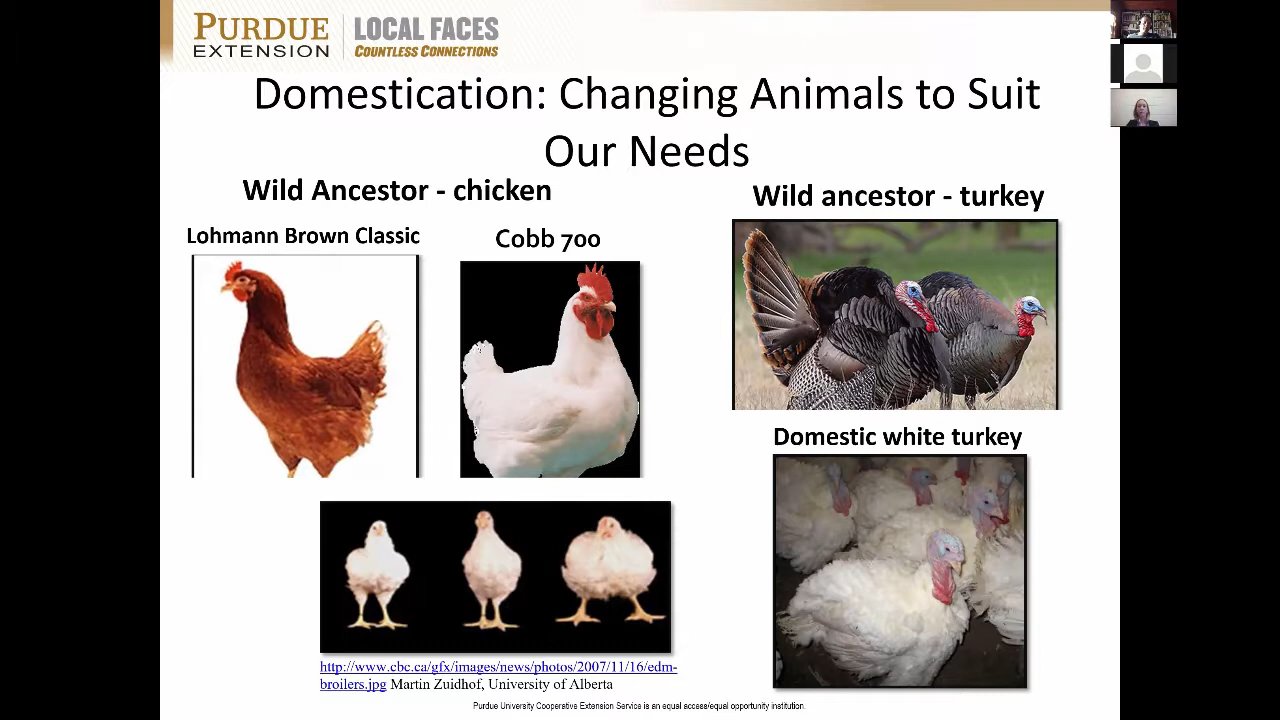 PURDUE
EXTENSION
LOCAL FACES
COUNTLESS CONNECTIONS
Domestication: Changing Animals to Suit
Our Needs
Wild Ancestor - chicken
Lohmann Brown Classic
Cobb 700
Wild ancestor - turkey
Domestic white turkey
http://www.cbc.ca/gfx/images/news/photos/2007/11/16/edm-
broilers.jpg Martin Zuidhof, University of Alberta
Purdue University Cooperative Extension Service is an equal access/equal opportunity institution.